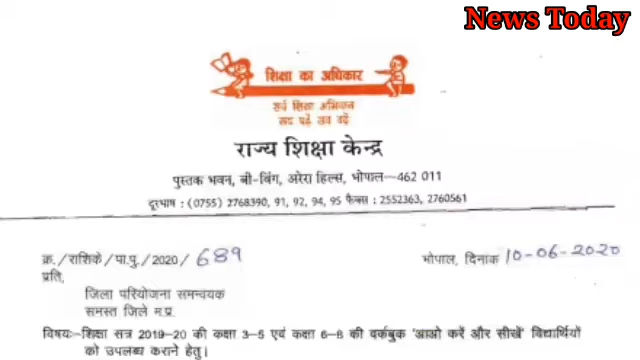 News Today
शिक्षा का अधिकार
सर्व शिक्षा अभियान
सब पढ़ें सब बढ़ें
राज्य शिक्षा केन्द्र
पुस्तक भवन, बी–विंग, अरेरा हिल्स, भोपाल—462 011
दूरभाष : (0755) 2768390, 91, 92, 94, 95 फैक्स : 2552363, 2760561
क्र./राशिके/पा.पु./2020/ 689
भोपाल, दिनांक 10-06-2020
प्रति,
जिला परियोजना समन्वयक
समस्त जिले म.प्र.
विषयः–शिक्षा सत्र 2019–20 की कक्षा 3–5 एवं कक्षा 6–8 की वर्कबुक 'आओ करें और सीखें' विद्यार्थियों
को उपलब्ध कराने हेतु।